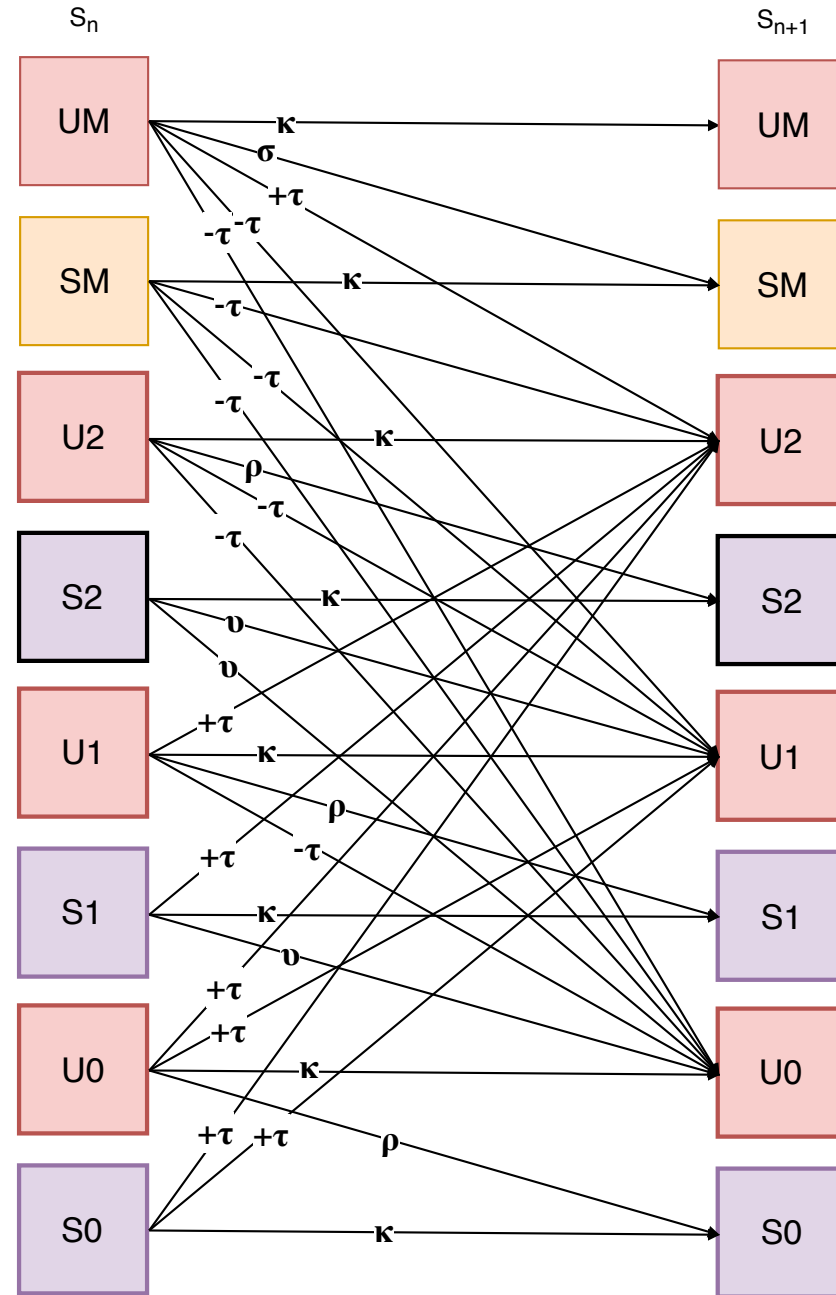 Sn Sn+1
UM κ UM
σ
+τ
-τ -τ
SM κ SM
-τ
-τ
-τ
U2 κ U2
ρ
-τ
-τ
S2 κ S2
υ
υ
+τ
U1 κ U1
ρ
-τ
+τ
S1 κ S1
υ
+τ
+τ
U0 κ U0
+τ +τ ρ
S0 κ S0